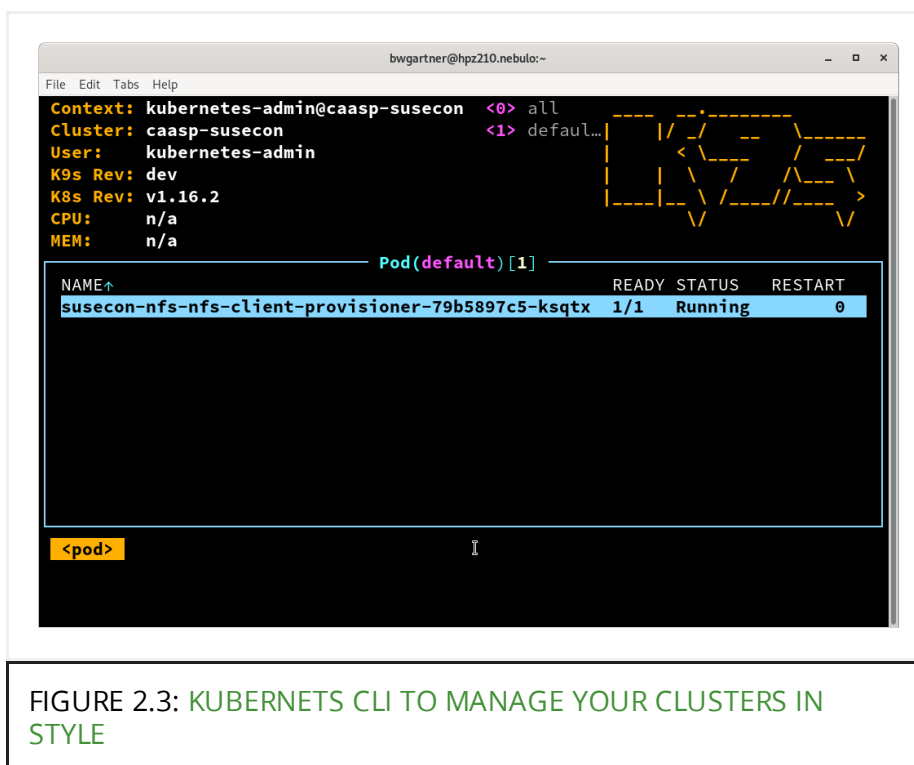 bwgartner@hpz210.nebulo:~
File Edit Tabs Help
Context: kubernetes-admin@caasp-susecon <0> all
Cluster: caasp-susecon <1> defaul…
User: kubernetes-admin
K9s Rev: dev
K8s Rev: v1.16.2
CPU: n/a
MEM: n/a
K9s
Pod(default)[1]
NAME↑ READY STATUS RESTART
susecon-nfs-nfs-client-provisioner-79b5897c5-ksqtx 1/1 Running 0
<pod>
FIGURE 2.3: KUBERNETS CLI TO MANAGE YOUR CLUSTERS IN
STYLE